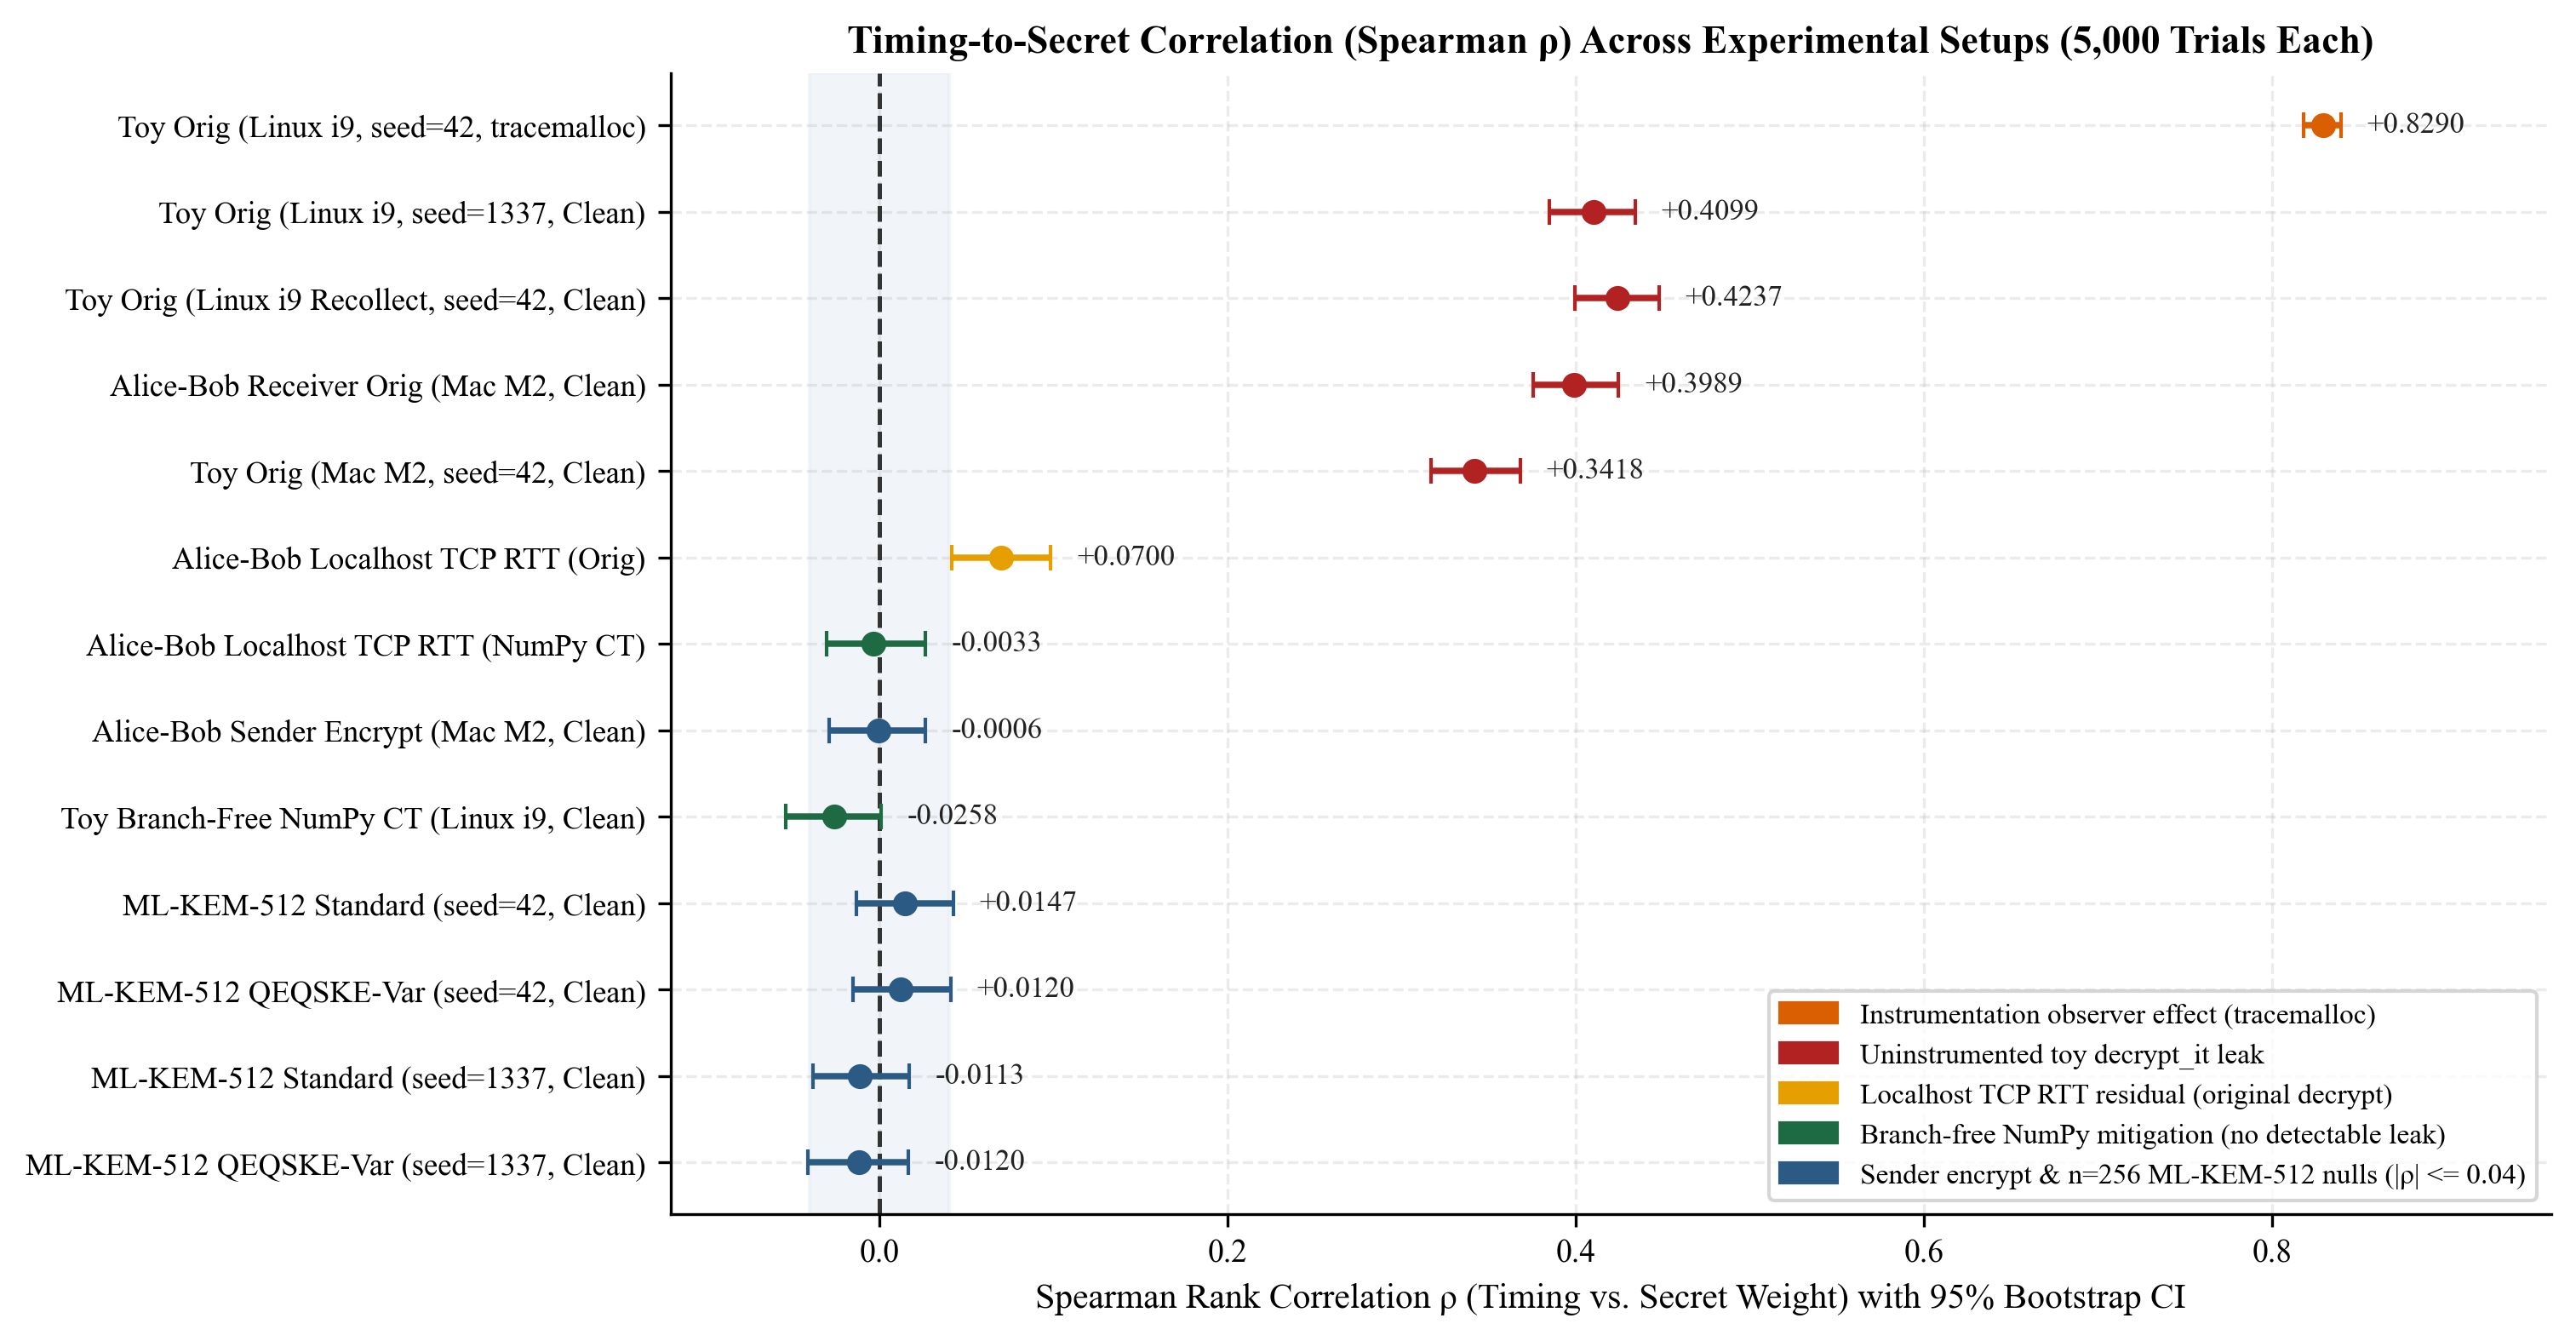 Timing-to-Secret Correlation (Spearman ρ) Across Experimental Setups (5,000 Trials Each)
Toy Orig (Linux i9, seed=42, tracemalloc)
+0.8290
Toy Orig (Linux i9, seed=1337, Clean)
+0.4099
Toy Orig (Linux i9 Recollect, seed=42, Clean)
+0.4237
Alice-Bob Receiver Orig (Mac M2, Clean)
+0.3989
Toy Orig (Mac M2, seed=42, Clean)
+0.3418
Alice-Bob Localhost TCP RTT (Orig)
+0.0700
Alice-Bob Localhost TCP RTT (NumPy CT)
-0.0033
Alice-Bob Sender Encrypt (Mac M2, Clean)
-0.0006
Toy Branch-Free NumPy CT (Linux i9, Clean)
-0.0258
ML-KEM-512 Standard (seed=42, Clean)
+0.0147
ML-KEM-512 QEQSKE-Var (seed=42, Clean)
+0.0120
ML-KEM-512 Standard (seed=1337, Clean)
-0.0113
ML-KEM-512 QEQSKE-Var (seed=1337, Clean)
-0.0120
Instrumentation observer effect (tracemalloc)
Uninstrumented toy decrypt_it leak
Localhost TCP RTT residual (original decrypt)
Branch-free NumPy mitigation (no detectable leak)
Sender encrypt & n=256 ML-KEM-512 nulls (|ρ| <= 0.04)
0.0 0.2 0.4 0.6 0.8
Spearman Rank Correlation ρ (Timing vs. Secret Weight) with 95% Bootstrap CI